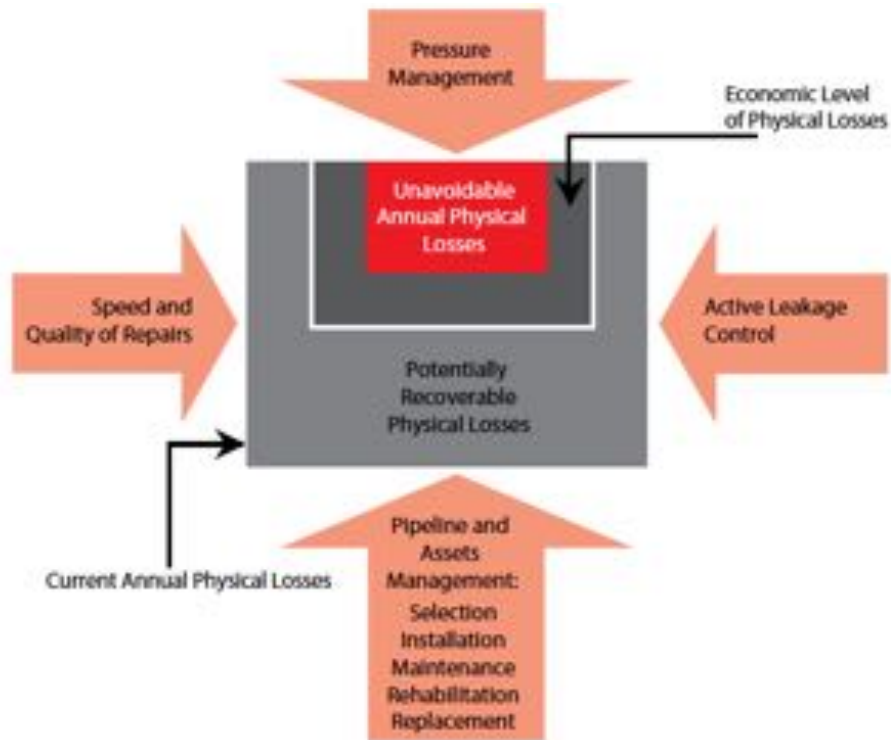 Pressure
Management
Economic Level
of Physical Losses
Unavoidable
Annual Physical
Losses
Speed and
Quality of Repairs
Active Leakage
Control
Potentially
Recoverable
Physical Losses
Current Annual Physical Losses
Pipeline and
Assets
Management:
Selection
Installation
Maintenance
Rehabilitation
Replacement